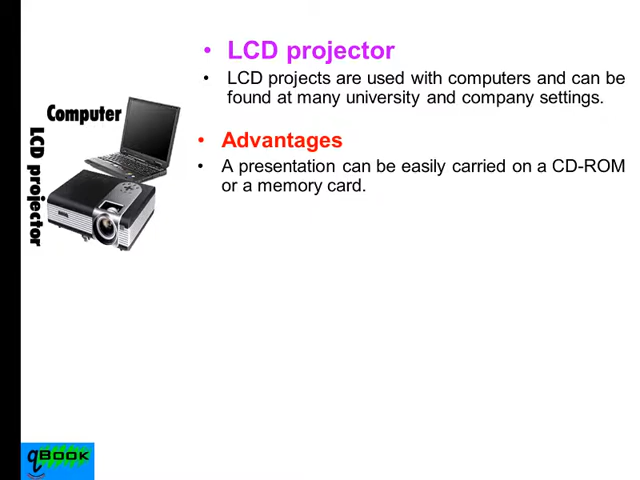 • LCD projector
• LCD projects are used with computers and can be
found at many university and company settings.
Computer
LCD projector
• Advantages
• A presentation can be easily carried on a CD-ROM
or a memory card.
qBOOK